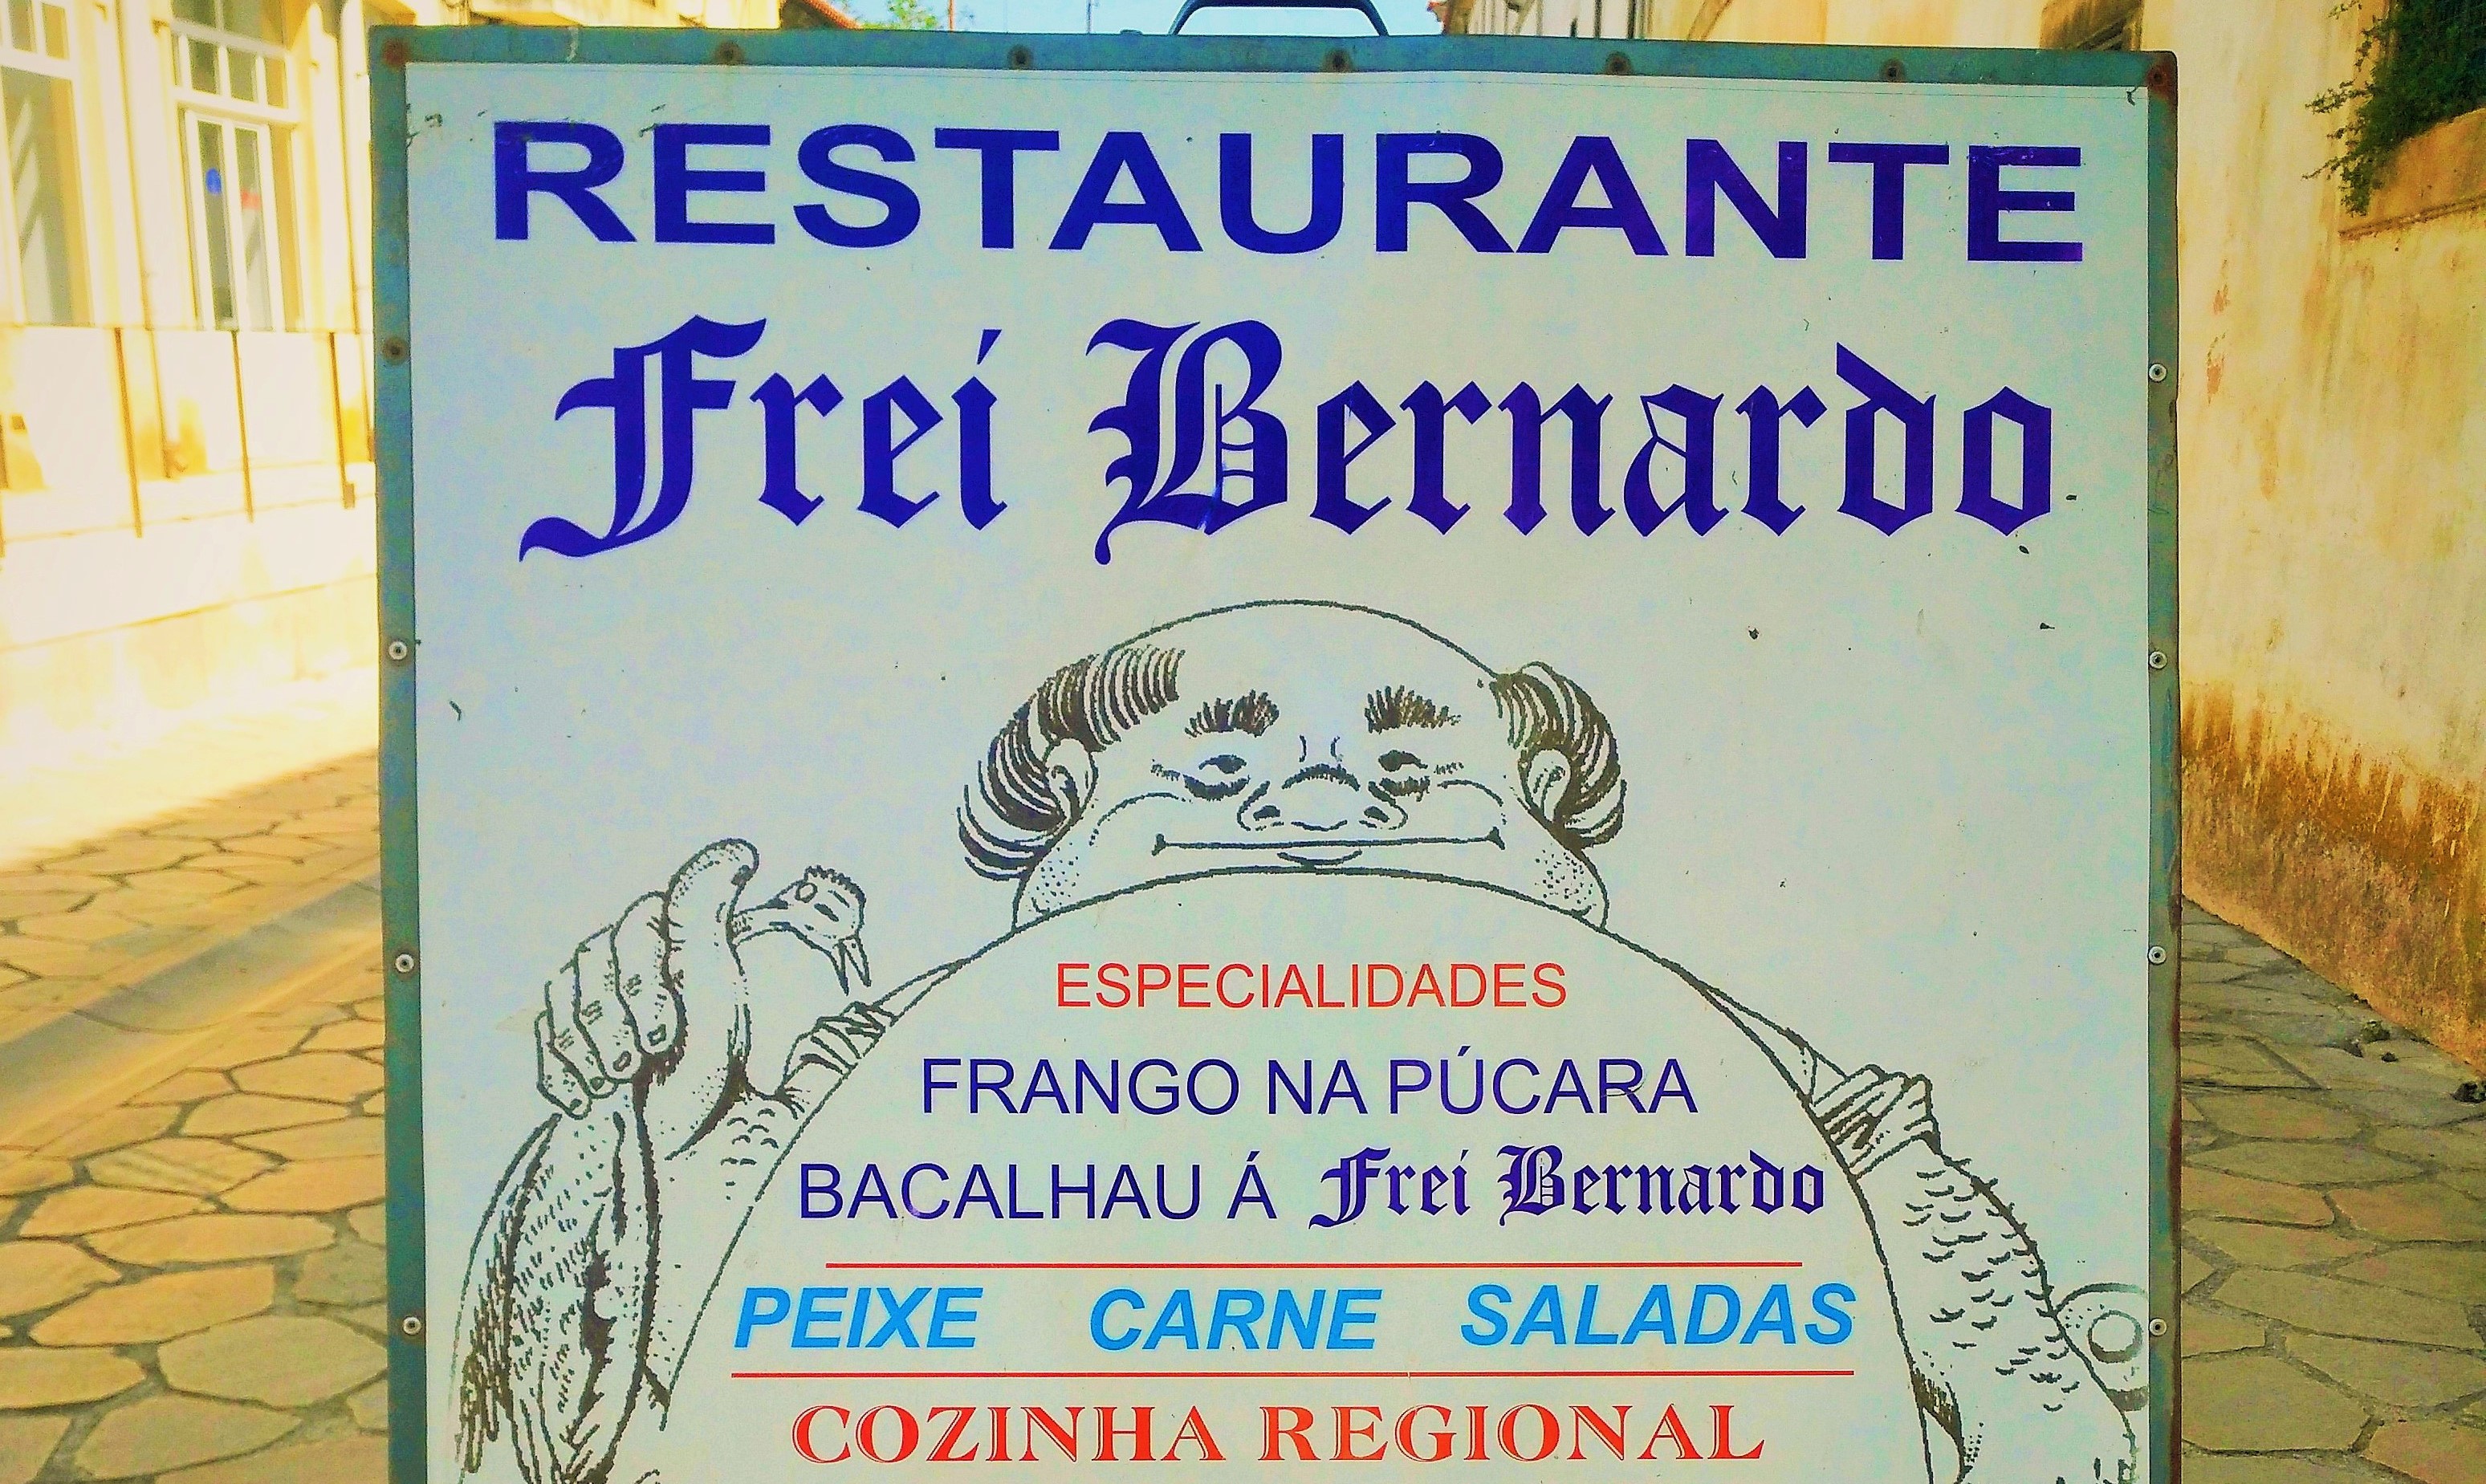 RESTAURANTE
Frei Bernardo
ESPECIALIDADES
FRANGO NA PÚCARA
BACALHAU Á Frei Bernardo
PEIXE CARNE SALADAS
COZINHA REGIONAL